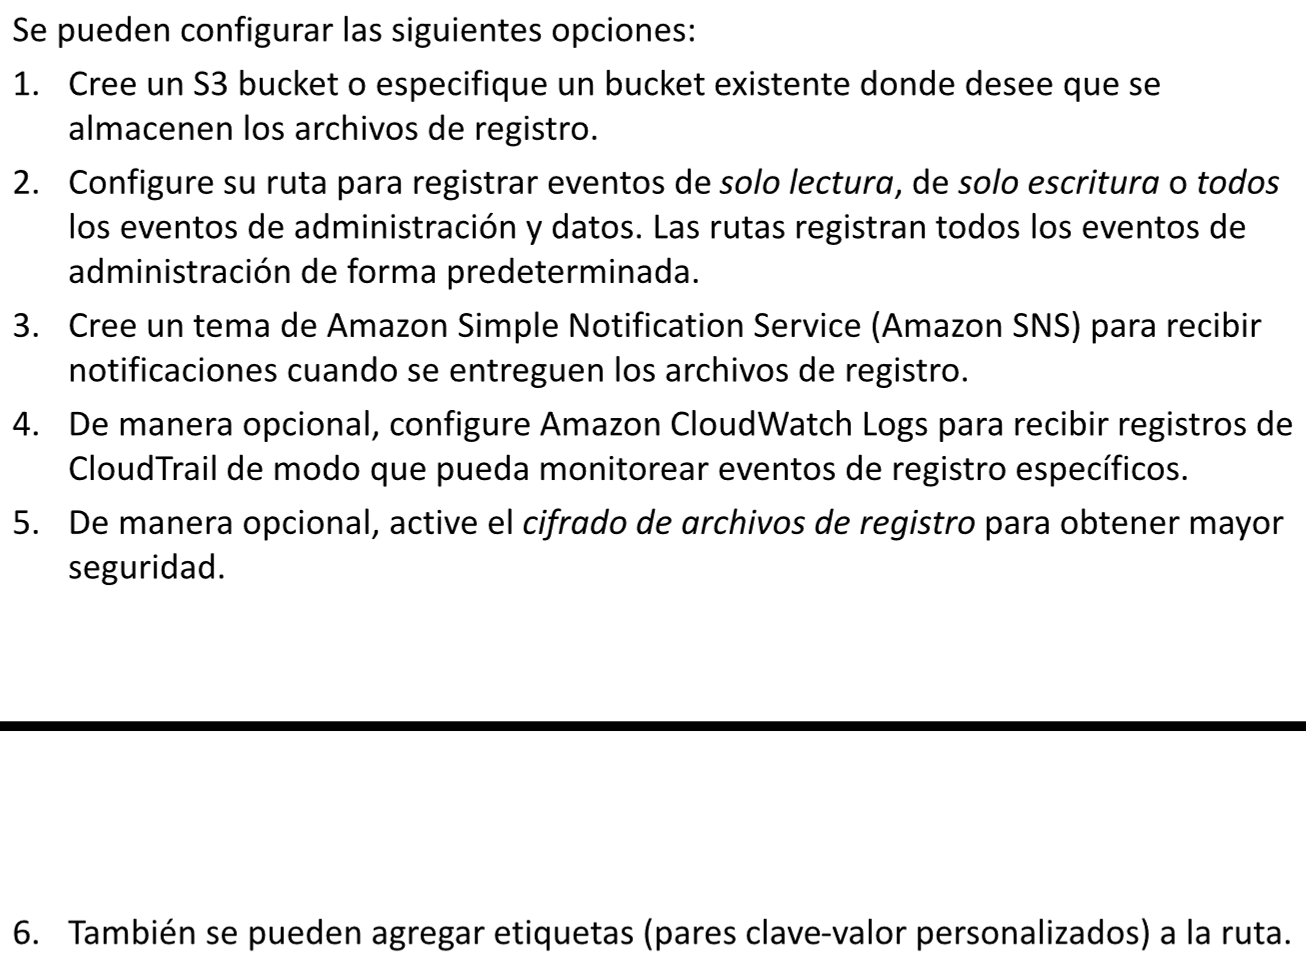 Se pueden configurar las siguientes opciones:
1. Cree un S3 bucket o especifique un bucket existente donde desee que se
almacenen los archivos de registro.
2. Configure su ruta para registrar eventos de solo lectura, de solo escritura o todos
los eventos de administración y datos. Las rutas registran todos los eventos de
administración de forma predeterminada.
3. Cree un tema de Amazon Simple Notification Service (Amazon SNS) para recibir
notificaciones cuando se entreguen los archivos de registro.
4. De manera opcional, configure Amazon CloudWatch Logs para recibir registros de
CloudTrail de modo que pueda monitorear eventos de registro específicos.
5. De manera opcional, active el cifrado de archivos de registro para obtener mayor
seguridad.
6. También se pueden agregar etiquetas (pares clave-valor personalizados) a la ruta.